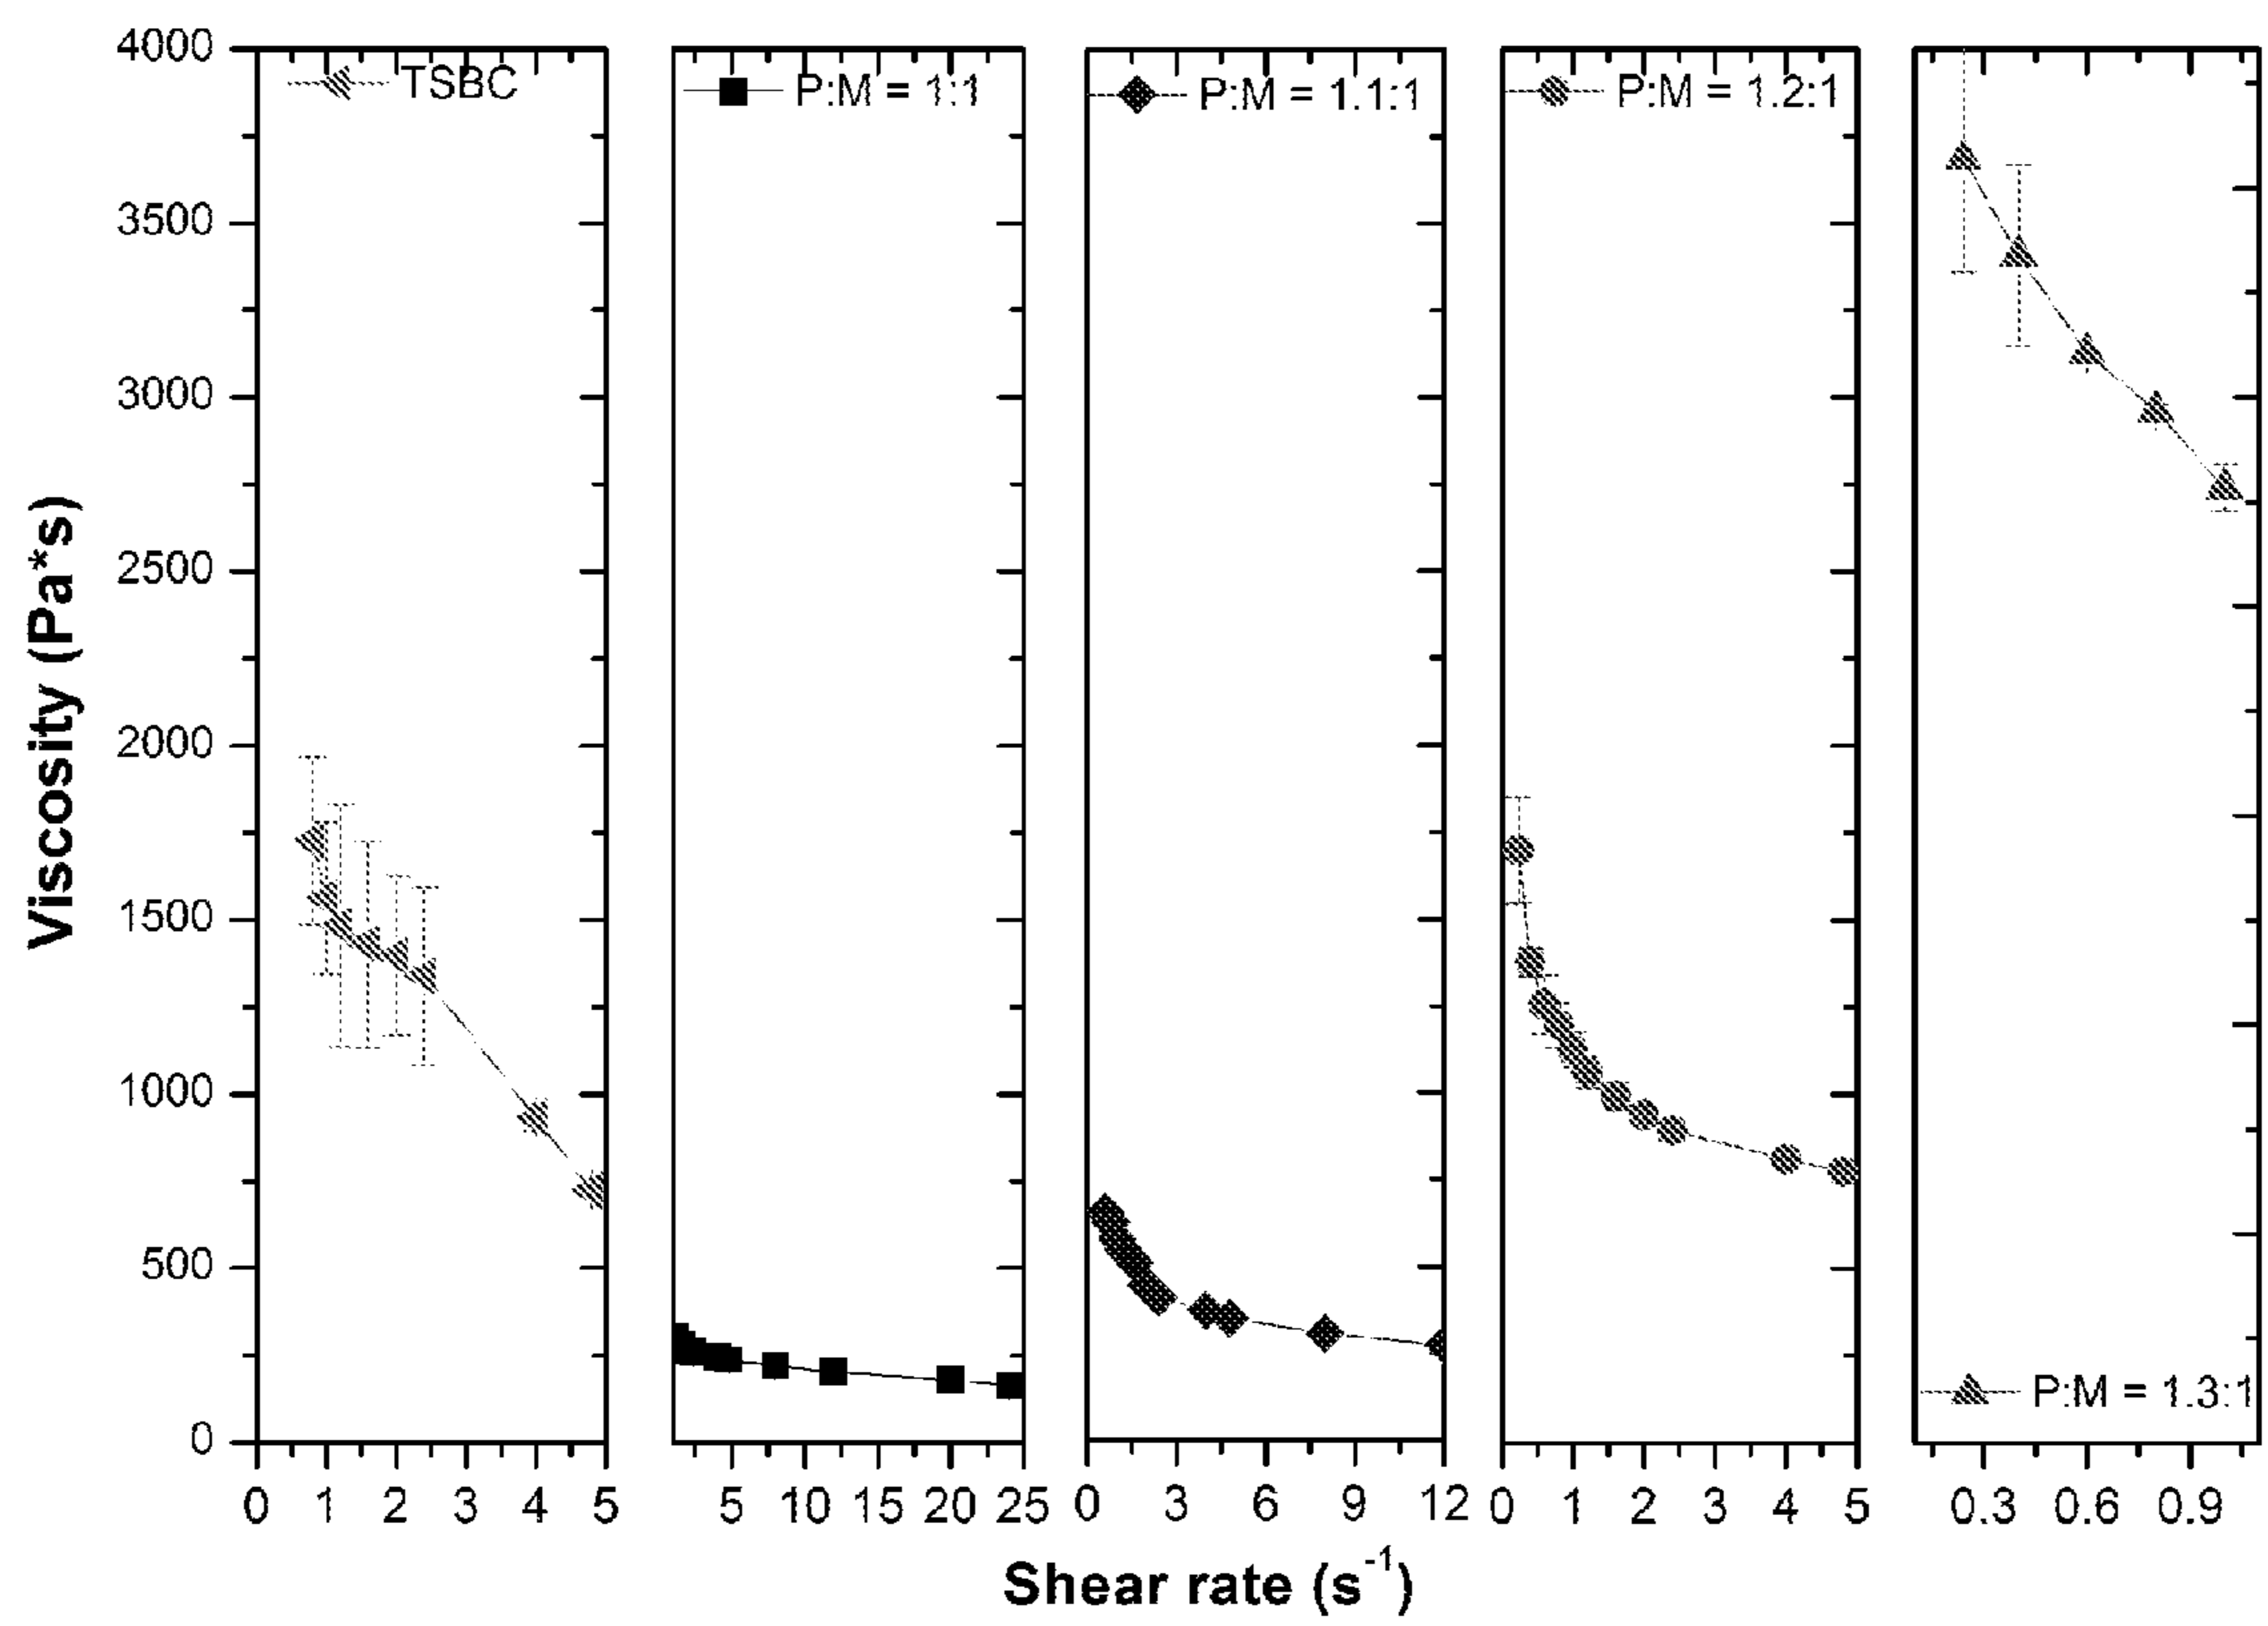 TSBC
P:M = 1:1
P:M = 1.1:1
P:M = 1.2:1
P:M = 1.3:1
Viscosity (Pa*s)
4000
3500
3000
2500
2000
1500
1000
500
0
0 1 2 3 4 5
5 10 15 20 25
0 3 6 9 12
0 1 2 3 4 5
0.3 0.6 0.9
Shear rate (s⁻¹)